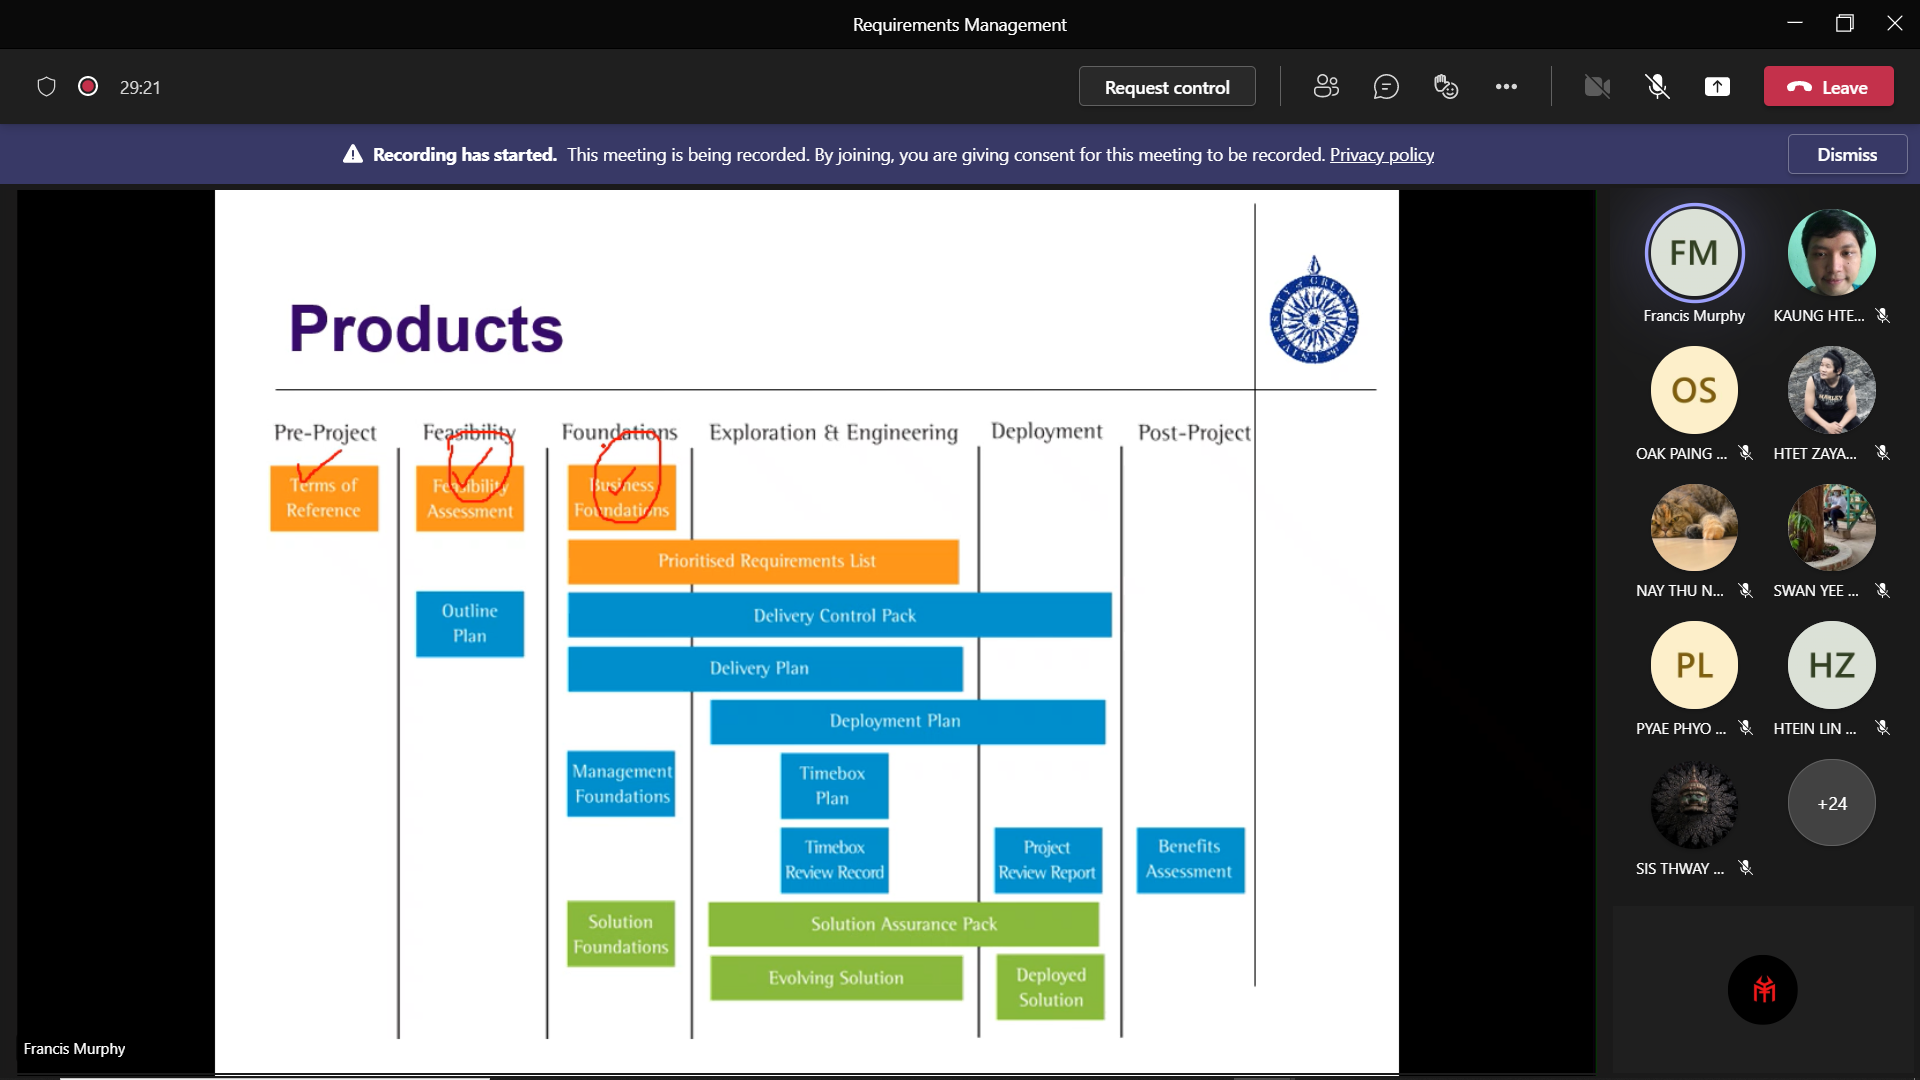 Requirements Management
29:21
Request control
Leave
Recording has started. This meeting is being recorded. By joining, you are giving consent for this meeting to be recorded. Privacy policy
Dismiss
Products
UNIVERSITY of GREENWICH the
Pre-Project Feasibility Foundations Exploration & Engineering Deployment Post-Project
Terms of
Reference
Feasibility
Assessment
Business
Foundations
Prioritised Requirements List
Outline
Plan
Delivery Control Pack
Delivery Plan
Deployment Plan
Management
Foundations
Timebox
Plan
Timebox
Review Record
Project
Review Report
Benefits
Assessment
Solution
Foundations
Solution Assurance Pack
Evolving Solution
Deployed
Solution
Francis Murphy
FM
Francis Murphy
KAUNG HTE...
OS
OAK PAING ...
HTET ZAYA...
NAY THU N...
SWAN YEE ...
PL
PYAE PHYO ...
HZ
HTEIN LIN ...
SIS THWAY ...
+24